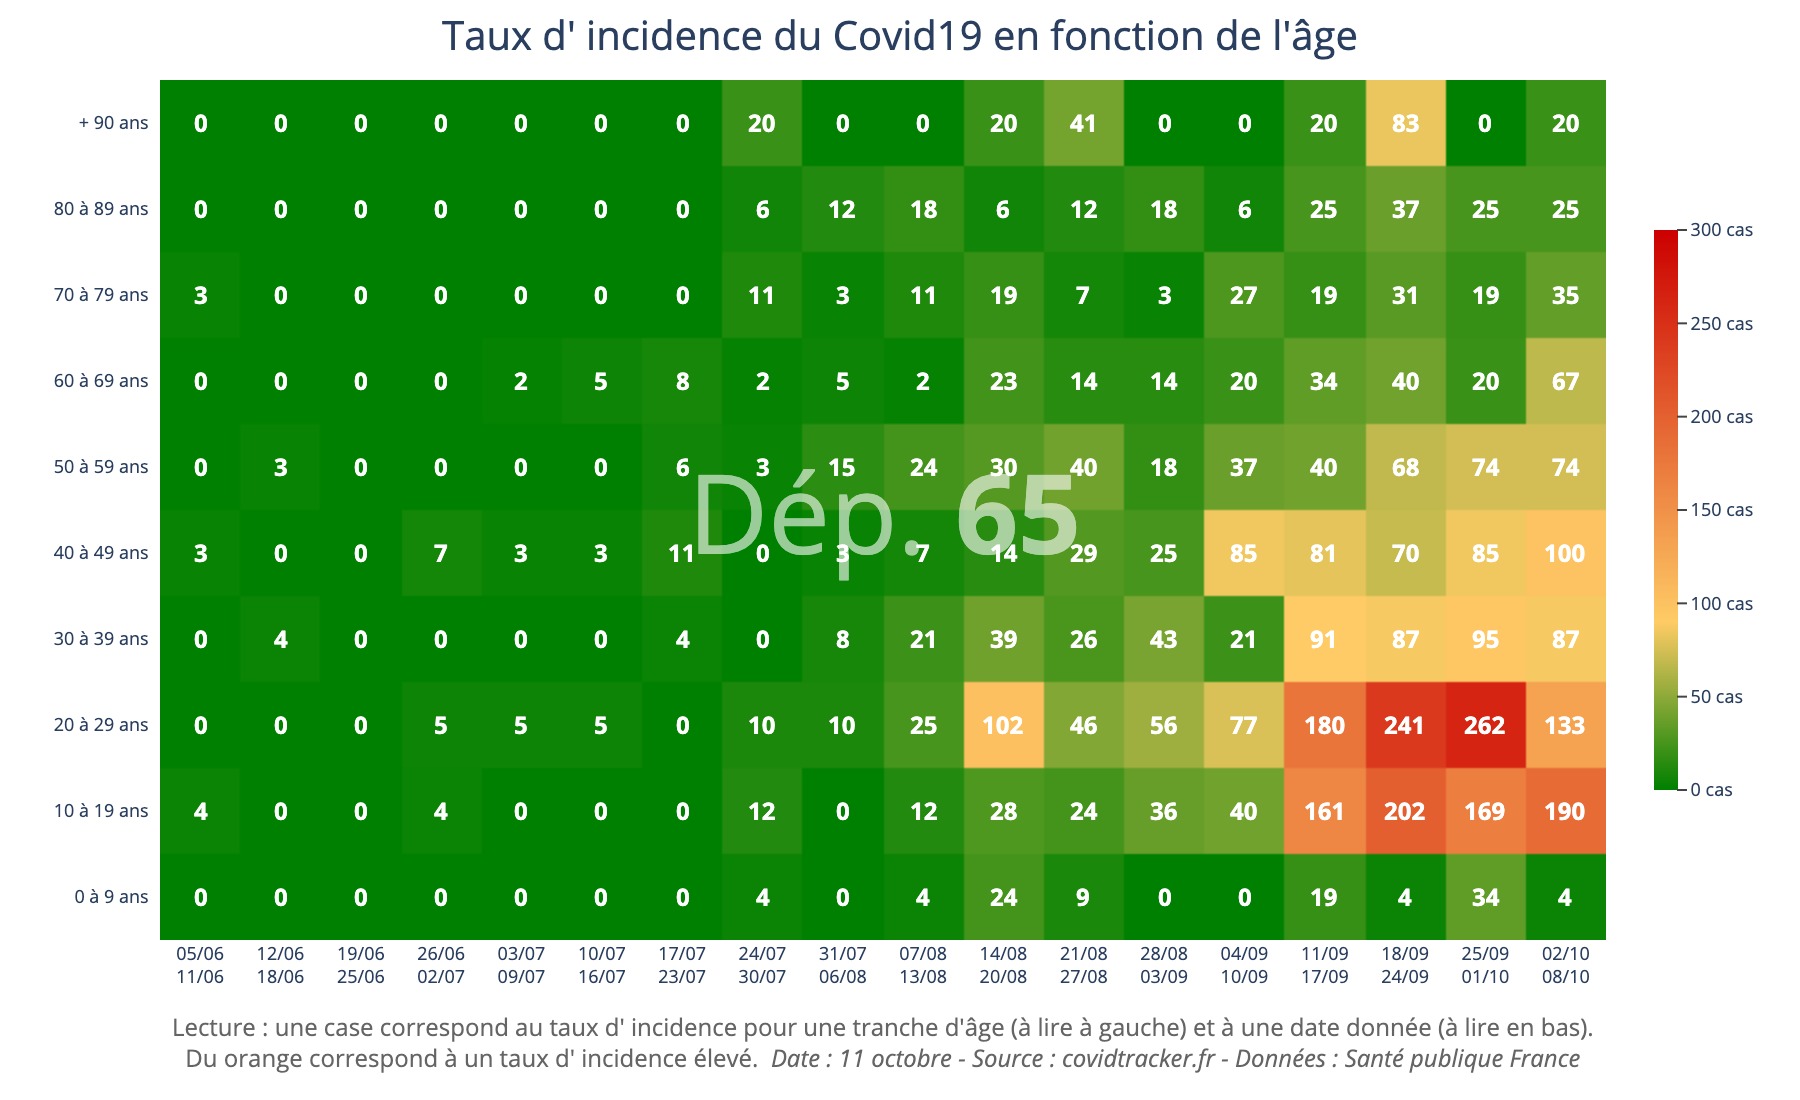 Taux d' incidence du Covid19 en fonction de l'âge
+ 90 ans 0 0 0 0 0 0 0 20 0 0 20 41 0 0 20 83 0 20
80 à 89 ans 0 0 0 0 0 0 0 6 12 18 6 12 18 6 25 37 25 25
70 à 79 ans 3 0 0 0 0 0 0 11 3 11 19 7 3 27 19 31 19 35
60 à 69 ans 0 0 0 0 2 5 8 2 5 2 23 14 14 20 34 40 20 67
50 à 59 ans 0 3 0 0 0 0 6 3 15 24 30 40 18 37 40 68 74 74
Dép. 65
40 à 49 ans 3 0 0 7 3 3 11 0 3 7 14 29 25 85 81 70 85 100
30 à 39 ans 0 4 0 0 0 0 4 0 8 21 39 26 43 21 91 87 95 87
20 à 29 ans 0 0 0 5 5 5 0 10 10 25 102 46 56 77 180 241 262 133
10 à 19 ans 4 0 0 4 0 0 0 12 0 12 28 24 36 40 161 202 169 190
0 à 9 ans 0 0 0 0 0 0 0 4 0 4 24 9 0 0 19 4 34 4
05/06 12/06 19/06 26/06 03/07 10/07 17/07 24/07 31/07 07/08 14/08 21/08 28/08 04/09 11/09 18/09 25/09 02/10
11/06 18/06 25/06 02/07 09/07 16/07 23/07 30/07 06/08 13/08 20/08 27/08 03/09 10/09 17/09 24/09 01/10 08/10
300 cas
250 cas
200 cas
150 cas
100 cas
50 cas
0 cas
Lecture : une case correspond au taux d' incidence pour une tranche d'âge (à lire à gauche) et à une date donnée (à lire en bas).
Du orange correspond à un taux d' incidence élevé. Date : 11 octobre - Source : covidtracker.fr - Données : Santé publique France